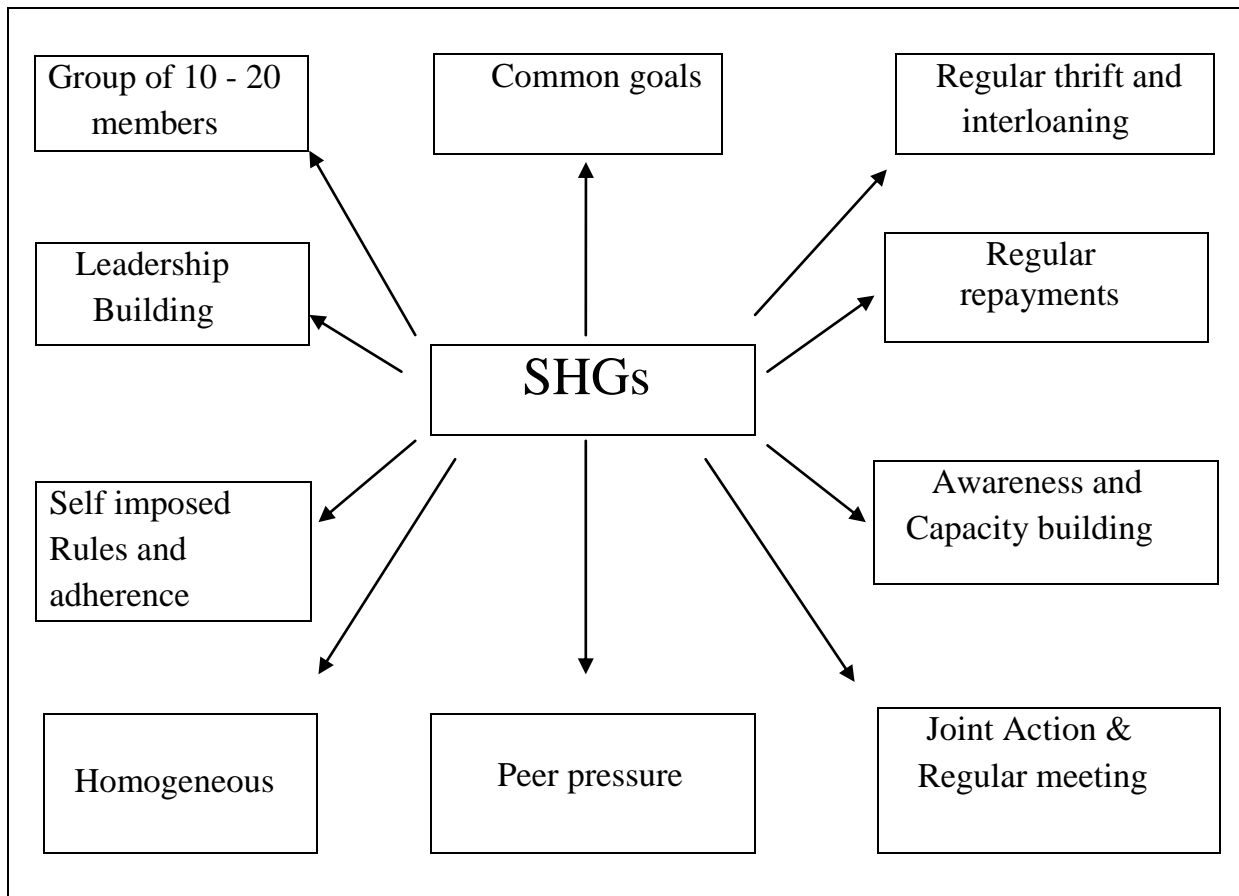 Group of 10 - 20
members
Common goals
Regular thrift and
interloaning
Leadership
Building
Regular
repayments
SHGs
Self imposed
Rules and
adherence
Awareness and
Capacity building
Homogeneous
Peer pressure
Joint Action &
Regular meeting